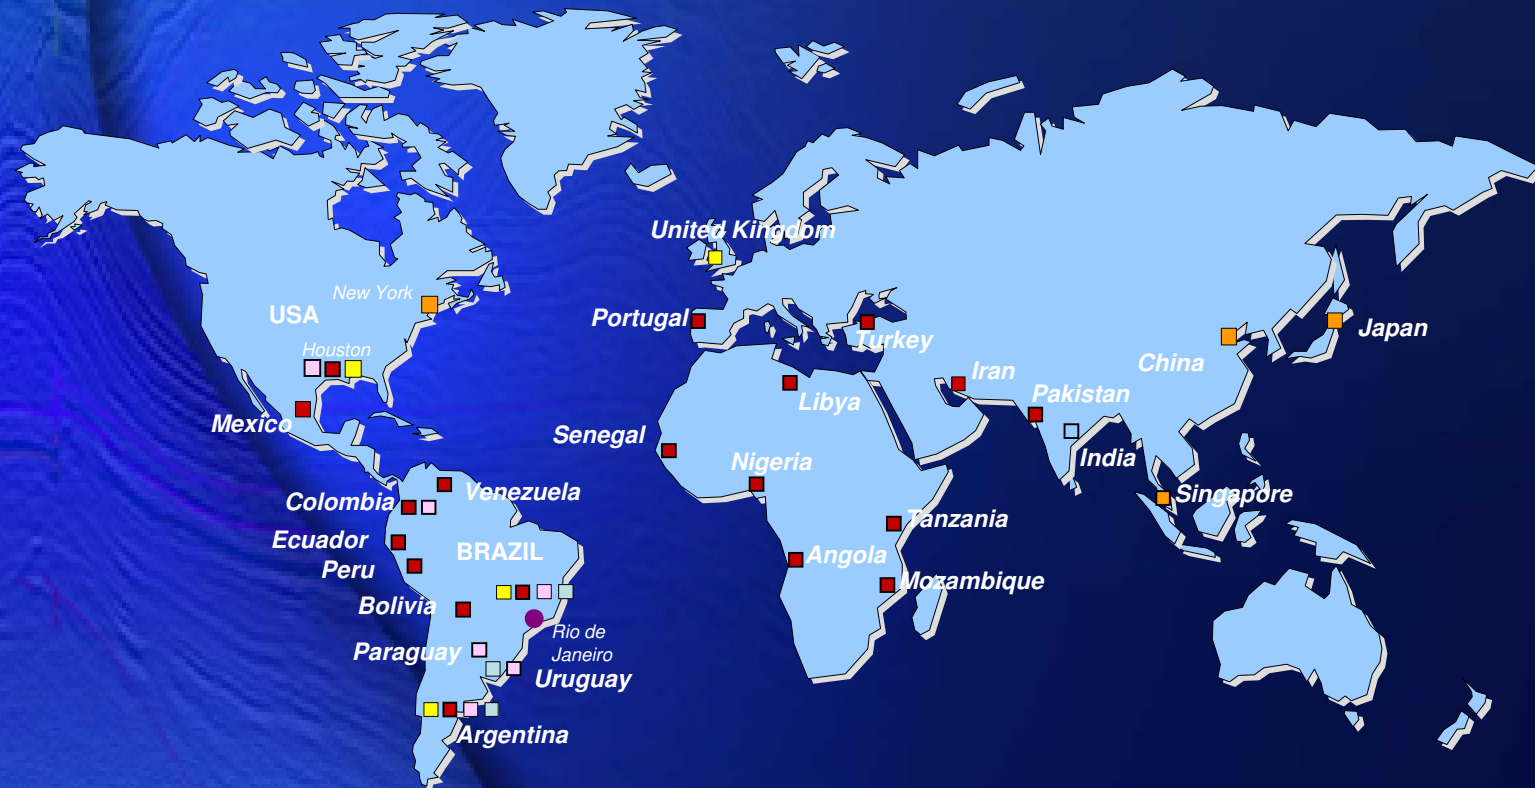 United Kingdom
New York
USA
Portugal
Turkey
Japan
Houston
China
Iran
Pakistan
Libya
Mexico
Senegal
India
Nigeria
Venezuela
Singapore
Colombia
Tanzania
Ecuador
BRAZIL
Angola
Peru
Mozambique
Bolivia
Rio de
Janeiro
Paraguay
Uruguay
Argentina